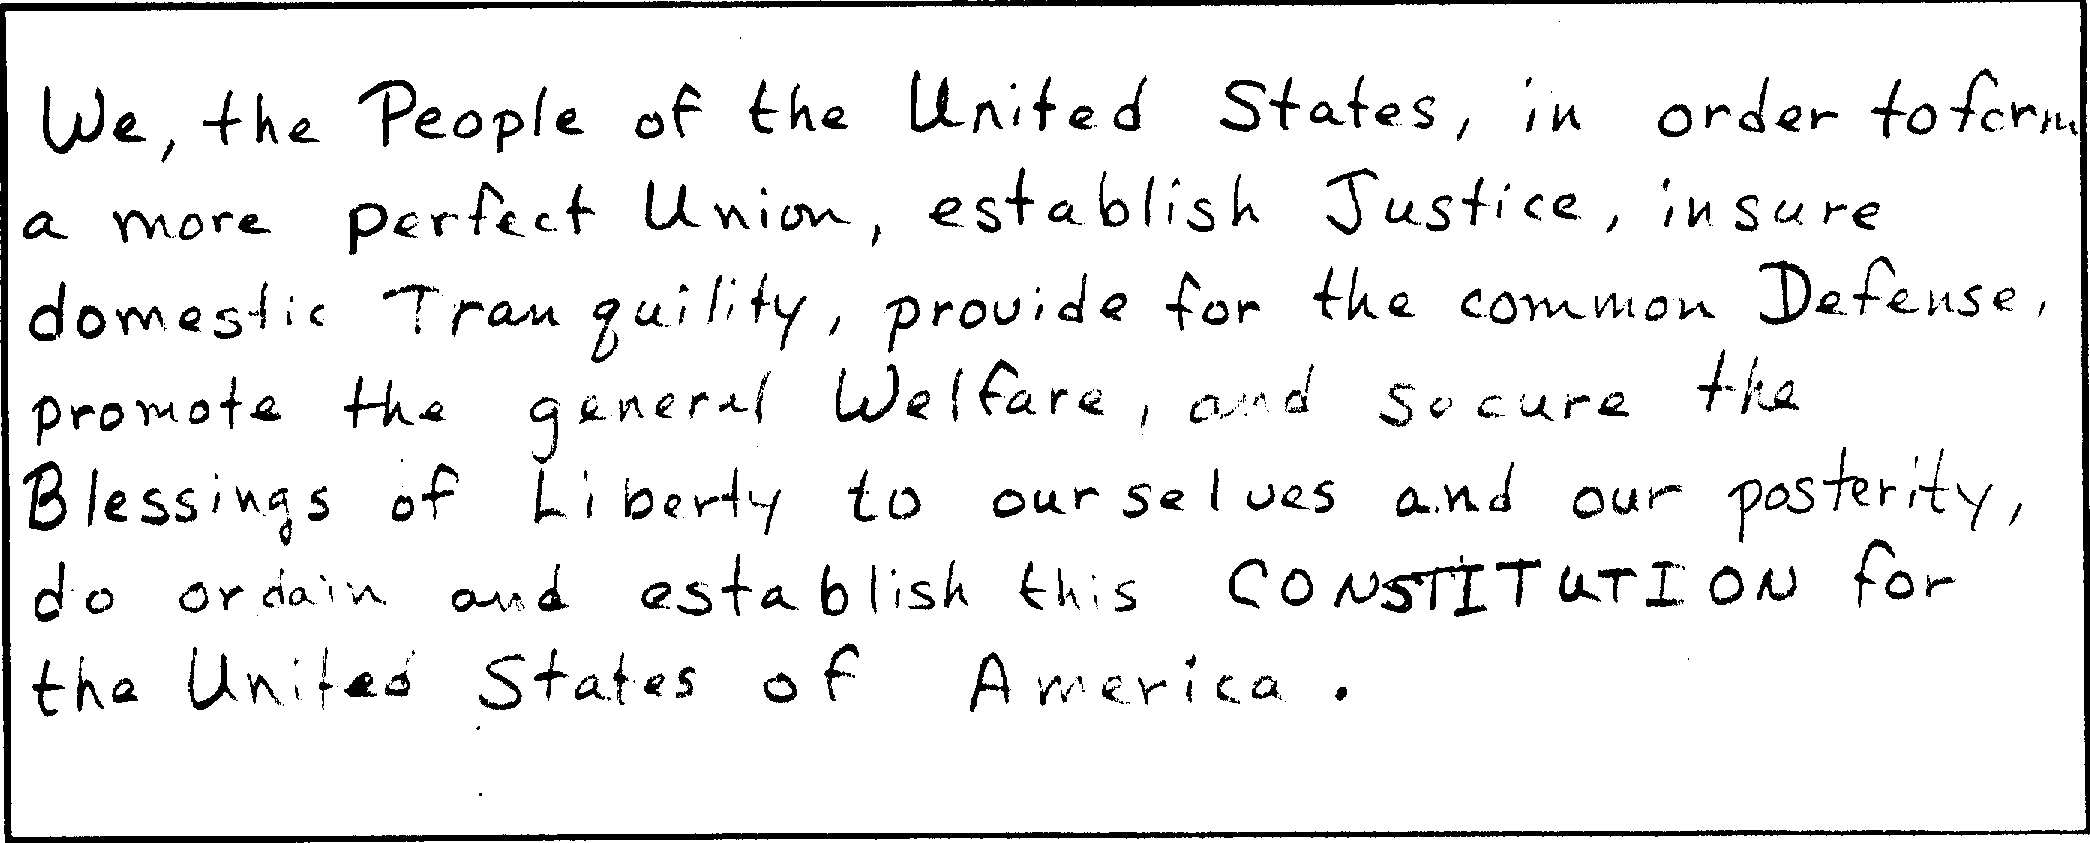 We, the People of the United States, in order to form
a more perfect Union, establish Justice, insure
domestic Tranquility, provide for the common Defense,
promote the general Welfare, and secure the
Blessings of Liberty to ourselves and our posterity,
do ordain and establish this CONSTITUTION for
the United States of America.